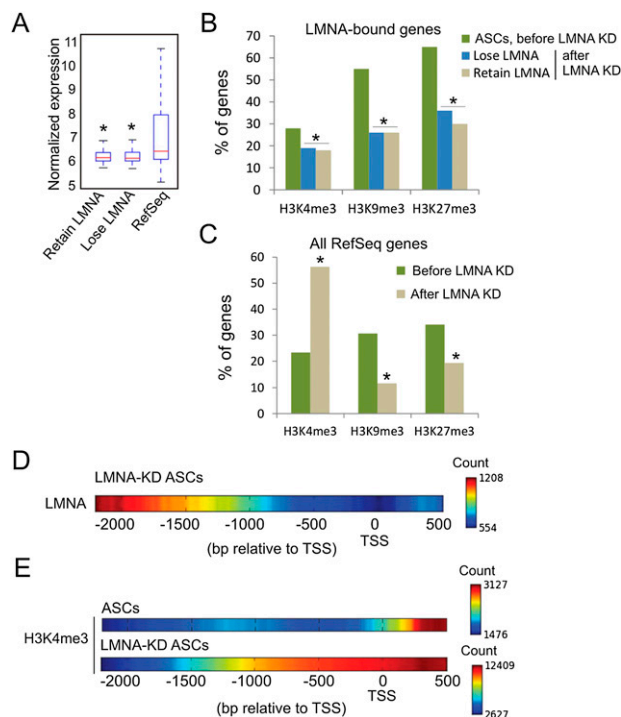 A
Normalized expression
11
10
9
8
7
6
5
* *
Retain LMNA
Lose LMNA
RefSeq
B
LMNA-bound genes
ASCs, before LMNA KD
Lose LMNA
Retain LMNA
after
LMNA KD
% of genes
70
60
50
40
30
20
10
0
* * *
H3K4me3 H3K9me3 H3K27me3
C
All RefSeq genes
Before LMNA KD
After LMNA KD
% of genes
60
50
40
30
20
10
0
* * *
H3K4me3 H3K9me3 H3K27me3
D
LMNA-KD ASCs
LMNA
-2000 -1500 -1000 -500 0 500
TSS
(bp relative to TSS)
Count
1208
554
E
H3K4me3
ASCs
LMNA-KD ASCs
-2000 -1500 -1000 -500 0 500
TSS
(bp relative to TSS)
Count
3127
1476
Count
12409
2627